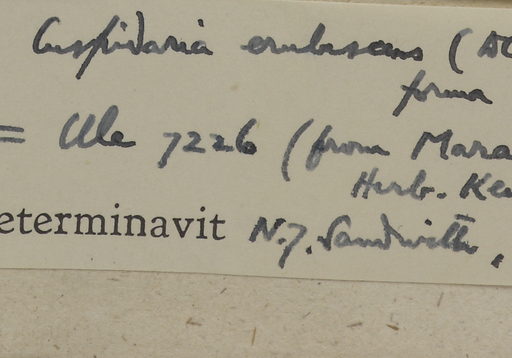 Cuspidaria erubescens (DC
forma
= Ule 7226 (from Mara
Herb. Kew
eterminavit N.Y. Sandwith,